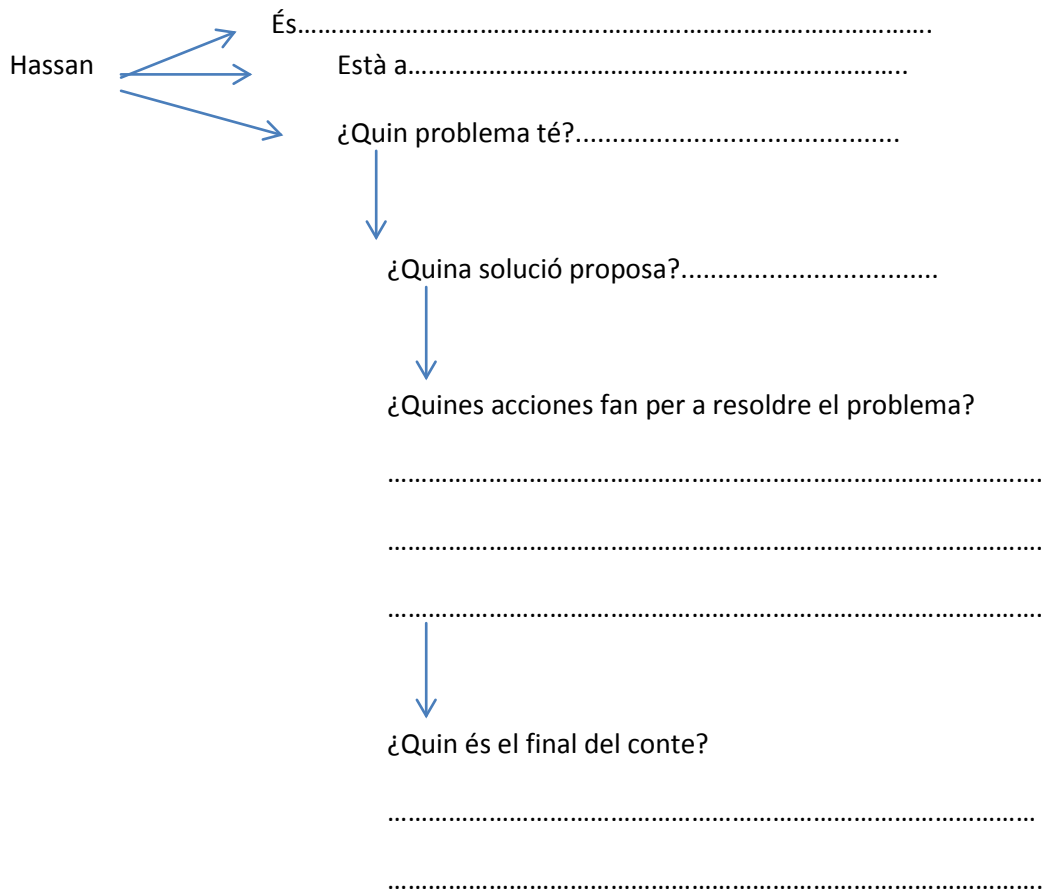 És……………………………………………………………………………….
Hassan
Està a………………………………………………………………..
¿Quin problema té?............................................
¿Quina solució proposa?...................................
¿Quines acciones fan per a resoldre el problema?
…………………………………………………………………………………….
…………………………………………………………………………………….
…………………………………………………………………………………….
¿Quin és el final del conte?
……………………………………………………………………………………
…………………………………………………………………………………….